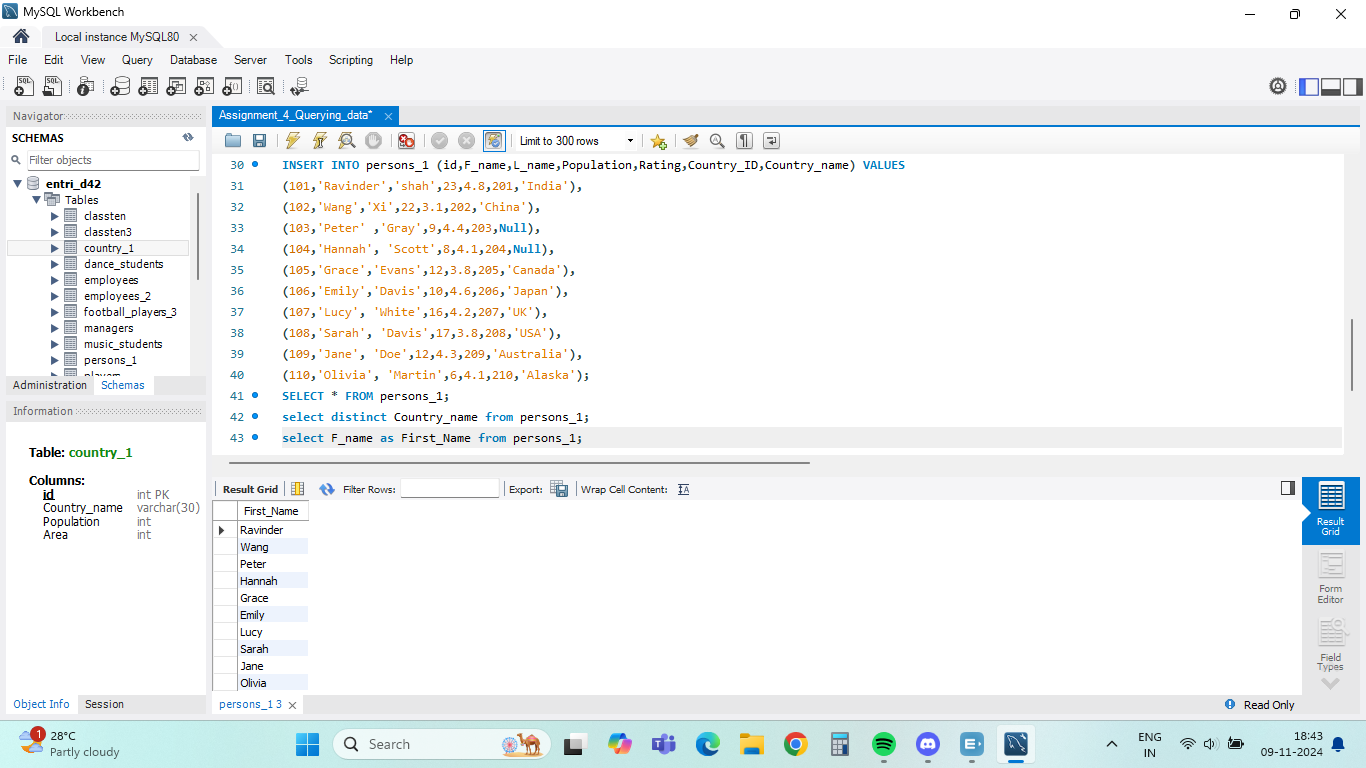 MySQL Workbench
Local instance MySQL80
File Edit View Query Database Server Tools Scripting Help
Navigator
SCHEMAS
Filter objects
entri_d42
Tables
classten
classten3
country_1
dance_students
employees
employees_2
football_players_3
managers
music_students
persons_1
players
Administration Schemas
Information
Table: country_1
Columns:
id int PK
Country_name varchar(30)
Population int
Area int
Object Info Session
Assignment_4_Querying_data*
Limit to 300 rows
30 INSERT INTO persons_1 (id,F_name,L_name,Population,Rating,Country_ID,Country_name) VALUES
31 (101,'Ravinder','shah',23,4.8,201,'India'),
32 (102,'Wang','Xi',22,3.1,202,'China'),
33 (103,'Peter' ,'Gray',9,4.4,203,Null),
34 (104,'Hannah', 'Scott',8,4.1,204,Null),
35 (105,'Grace','Evans',12,3.8,205,'Canada'),
36 (106,'Emily','Davis',10,4.6,206,'Japan'),
37 (107,'Lucy', 'White',16,4.2,207,'UK'),
38 (108,'Sarah', 'Davis',17,3.8,208,'USA'),
39 (109,'Jane', 'Doe',12,4.3,209,'Australia'),
40 (110,'Olivia', 'Martin',6,4.1,210,'Alaska');
41 SELECT * FROM persons_1;
42 select distinct Country_name from persons_1;
43 select F_name as First_Name from persons_1;
Result Grid Filter Rows: Export: Wrap Cell Content:
First_Name
Ravinder
Wang
Peter
Hannah
Grace
Emily
Lucy
Sarah
Jane
Olivia
Result Grid
Form Editor
Field Types
persons_1 3
Read Only
1
28°C
Partly cloudy
Search
ENG
IN
18:43
09-11-2024